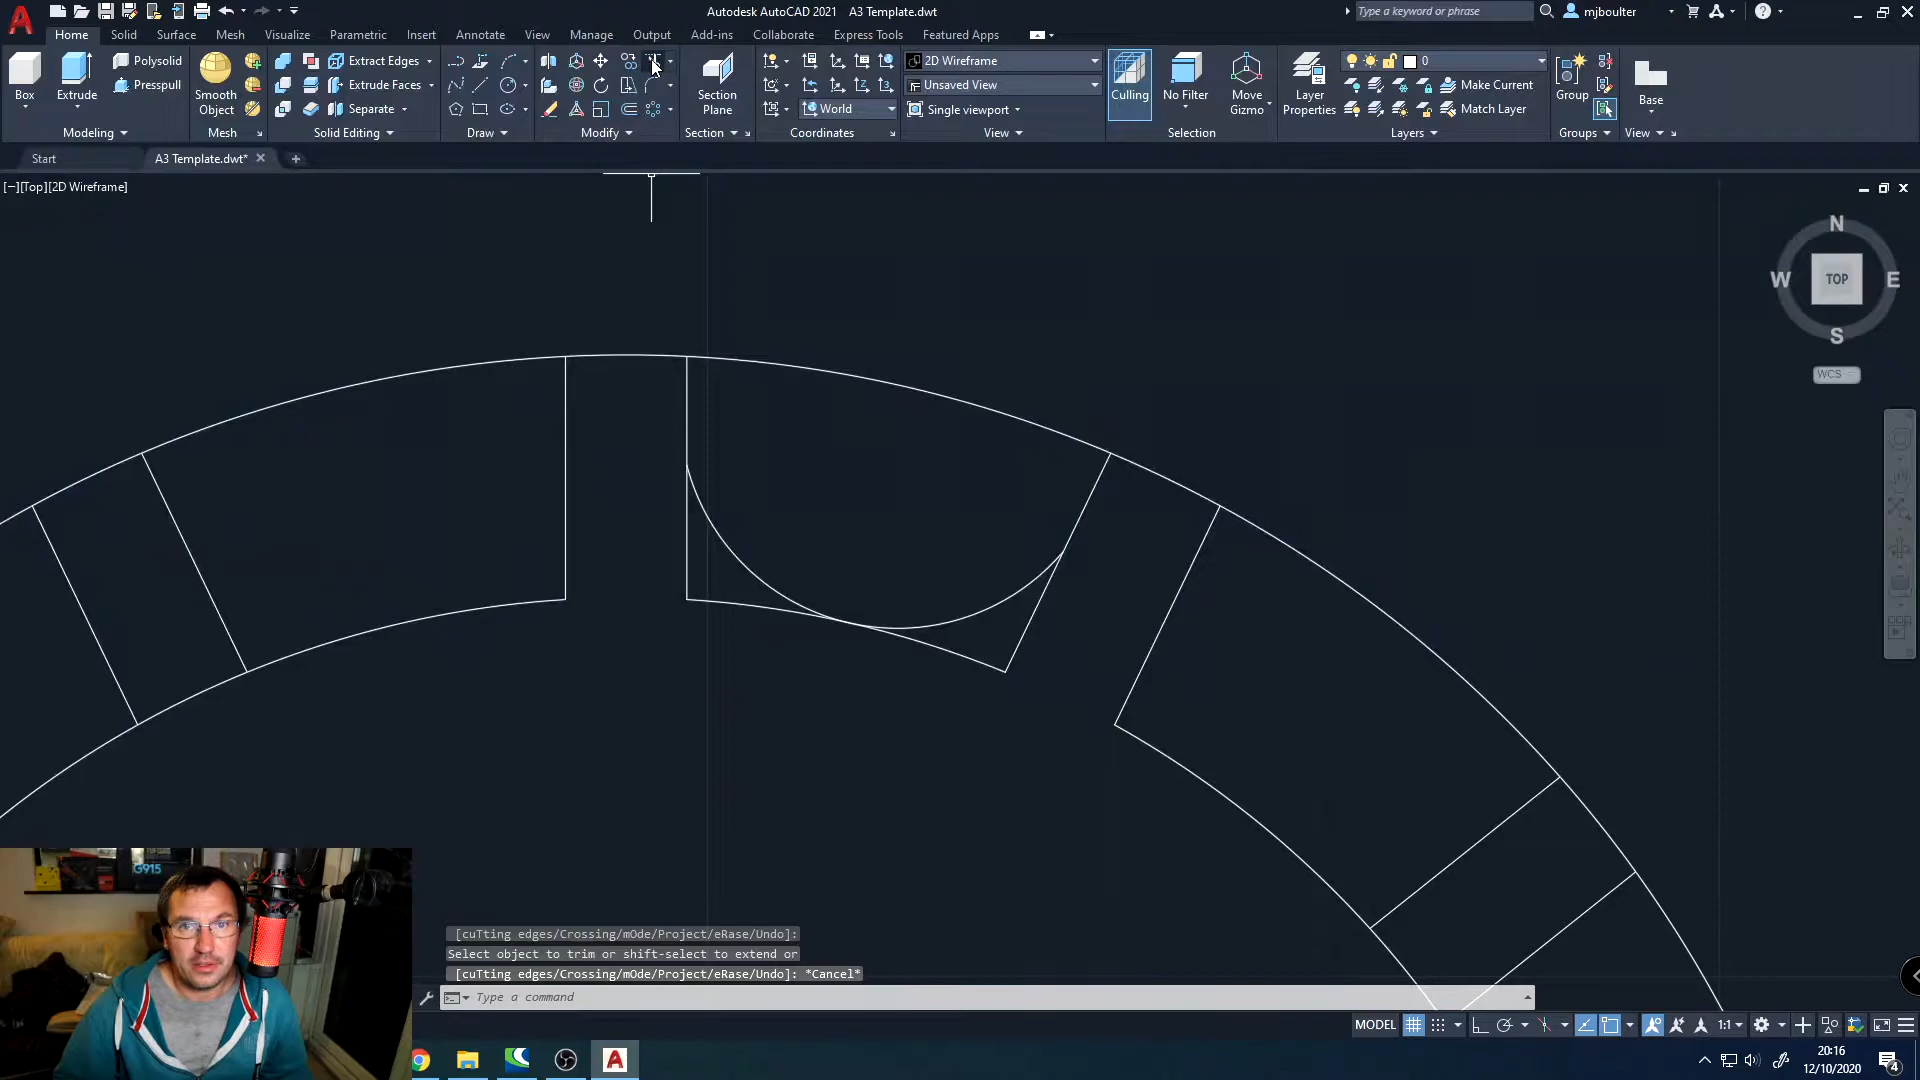 Autodesk AutoCAD 2021 A3 Template.dwt
Type a keyword or phrase
mjboulter
Home Solid Surface Mesh Visualize Parametric Insert Annotate View Manage Output Add-ins Collaborate Express Tools Featured Apps
Box
Extrude
Polysolid
Presspull
Smooth Object
Extract Edges
Extrude Faces
Separate
Section Plane
World
2D Wireframe
Unsaved View
Single viewport
Culling
No Filter
Move Gizmo
Layer Properties
0
Make Current
Match Layer
Group
Base
Modeling Mesh Solid Editing Draw Modify Section Coordinates View Selection Layers Groups View
Start A3 Template.dwt*
[−][Top][2D Wireframe]
N
W TOP E
S
WCS
G915
[cuTting edges/Crossing/mOde/Project/eRase/Undo]:
Select object to trim or shift-select to extend or
[cuTting edges/Crossing/mOde/Project/eRase/Undo]: *Cancel*
Type a command
MODEL 1:1
20:16
12/10/2020
4